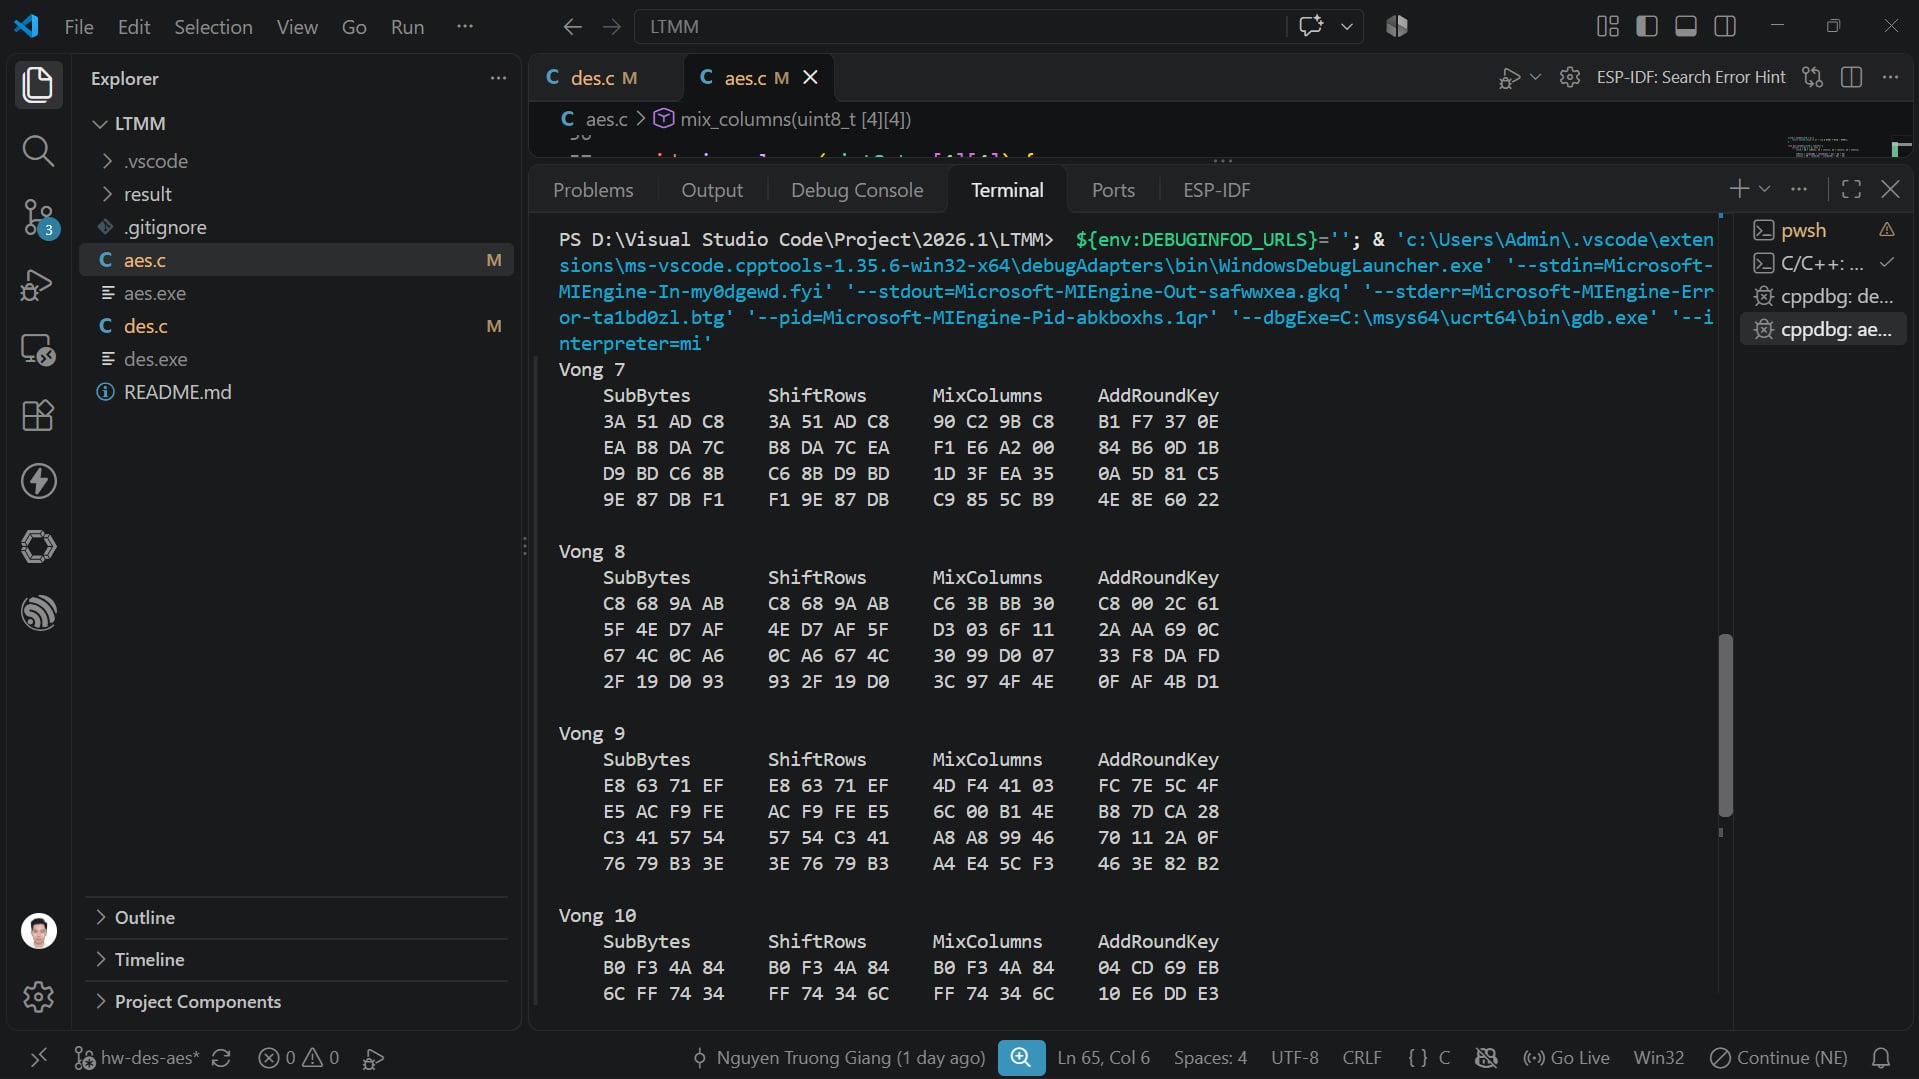 File Edit Selection View Go Run ··· LTMM
Explorer ···
LTMM
.vscode
result
.gitignore
C aes.c M
aes.exe
C des.c M
des.exe
README.md
3
Outline
Timeline
Project Components
C des.c M C aes.c M ESP-IDF: Search Error Hint ···
C aes.c > mix_columns(uint8_t [4][4])
Problems Output Debug Console Terminal Ports ESP-IDF
PS D:\Visual Studio Code\Project\2026.1\LTMM> ${env:DEBUGINFOD_URLS}=''; & 'c:\Users\Admin\.vscode\exten
sions\ms-vscode.cpptools-1.35.6-win32-x64\debugAdapters\bin\WindowsDebugLauncher.exe' '--stdin=Microsoft-
MIEngine-In-my0dgewd.fyi' '--stdout=Microsoft-MIEngine-Out-safwwxea.gkq' '--stderr=Microsoft-MIEngine-Err
or-ta1bd0zl.btg' '--pid=Microsoft-MIEngine-Pid-abkboxhs.1qr' '--dbgExe=C:\msys64\ucrt64\bin\gdb.exe' '--i
nterpreter=mi'
Vong 7
SubBytes ShiftRows MixColumns AddRoundKey
3A 51 AD C8 3A 51 AD C8 90 C2 9B C8 B1 F7 37 0E
EA B8 DA 7C B8 DA 7C EA F1 E6 A2 00 84 B6 0D 1B
D9 BD C6 8B C6 8B D9 BD 1D 3F EA 35 0A 5D 81 C5
9E 87 DB F1 F1 9E 87 DB C9 85 5C B9 4E 8E 60 22
Vong 8
SubBytes ShiftRows MixColumns AddRoundKey
C8 68 9A AB C8 68 9A AB C6 3B BB 30 C8 00 2C 61
5F 4E D7 AF 4E D7 AF 5F D3 03 6F 11 2A AA 69 0C
67 4C 0C A6 0C A6 67 4C 30 99 D0 07 33 F8 DA FD
2F 19 D0 93 93 2F 19 D0 3C 97 4F 4E 0F AF 4B D1
Vong 9
SubBytes ShiftRows MixColumns AddRoundKey
E8 63 71 EF E8 63 71 EF 4D F4 41 03 FC 7E 5C 4F
E5 AC F9 FE AC F9 FE E5 6C 00 B1 4E B8 7D CA 28
C3 41 57 54 57 54 C3 41 A8 A8 99 46 70 11 2A 0F
76 79 B3 3E 3E 76 79 B3 A4 E4 5C F3 46 3E 82 B2
Vong 10
SubBytes ShiftRows MixColumns AddRoundKey
B0 F3 4A 84 B0 F3 4A 84 B0 F3 4A 84 04 CD 69 EB
6C FF 74 34 FF 74 34 6C FF 74 34 6C 10 E6 DD E3
pwsh
C/C++: ...
cppdbg: de...
cppdbg: ae...
hw-des-aes* 0 0 Nguyen Truong Giang (1 day ago) Ln 65, Col 6 Spaces: 4 UTF-8 CRLF { } C Go Live Win32 Continue (NE)